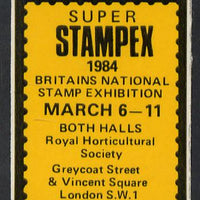 SUPER
STAMPEX
1984
BRITAINS NATIONAL
STAMP EXHIBITION
MARCH 6—11
BOTH HALLS
Royal Horticultural
Society
Greycoat Street
& Vincent Square
London S.W.1